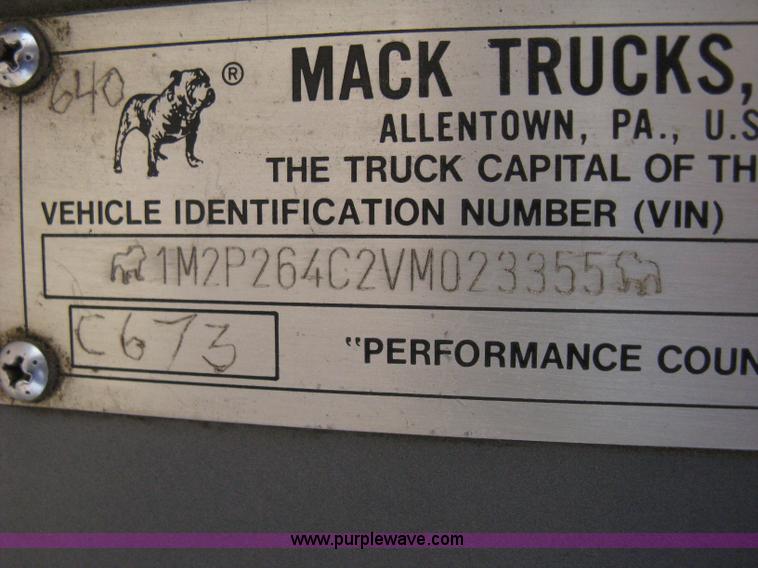 640
®
MACK TRUCKS,
ALLENTOWN, PA., U.S
THE TRUCK CAPITAL OF TH
VEHICLE IDENTIFICATION NUMBER (VIN)
1M2P264C2VM023355
C673
"PERFORMANCE COUN
www.purplewave.com